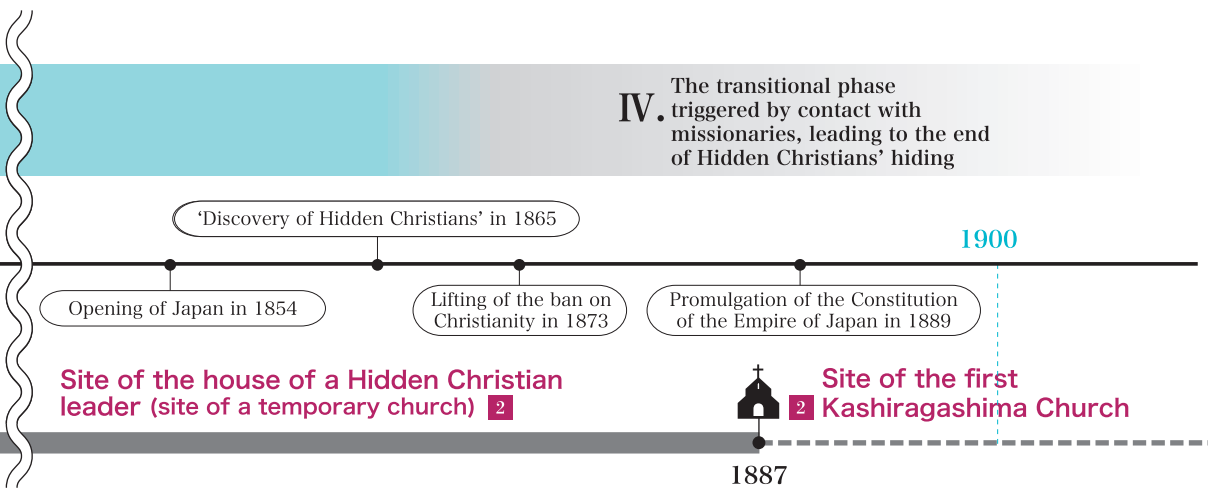 IV.
The transitional phase
triggered by contact with
missionaries, leading to the end
of Hidden Christians’ hiding
‘Discovery of Hidden Christians’ in 1865
1900
Opening of Japan in 1854
Lifting of the ban on
Christianity in 1873
Promulgation of the Constitution
of the Empire of Japan in 1889
Site of the house of a Hidden Christian
leader (site of a temporary church) 2
2
Site of the first
Kashiragashima Church
1887